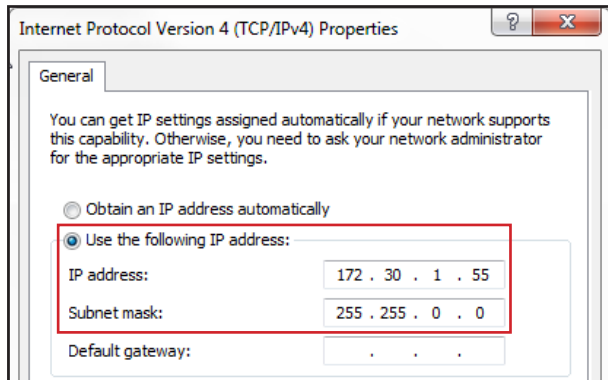 Internet Protocol Version 4 (TCP/IPv4) Properties
General
You can get IP settings assigned automatically if your network supports
this capability. Otherwise, you need to ask your network administrator
for the appropriate IP settings.
Obtain an IP address automatically
Use the following IP address:
IP address: 172 . 30 . 1 . 55
Subnet mask: 255 . 255 . 0 . 0
Default gateway: . . .